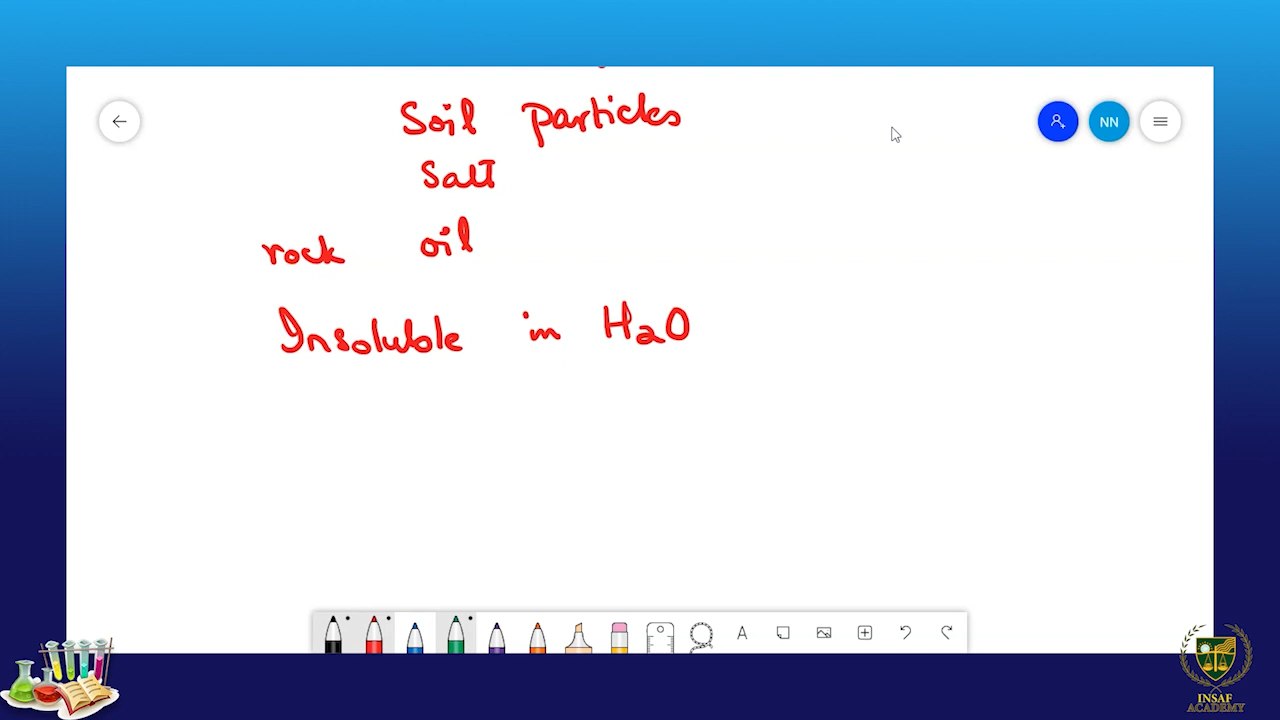 Soil particles
Salt
rock oil
Insoluble in H2O
NN
A
INSAF
ACADEMY